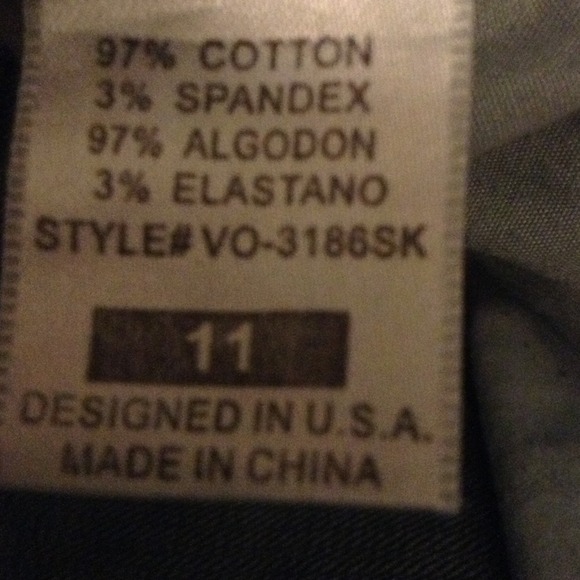 97% COTTON
3% SPANDEX
97% ALGODON
3% ELASTANO
STYLE# VO-3186SK
11
DESIGNED IN U.S.A.
MADE IN CHINA